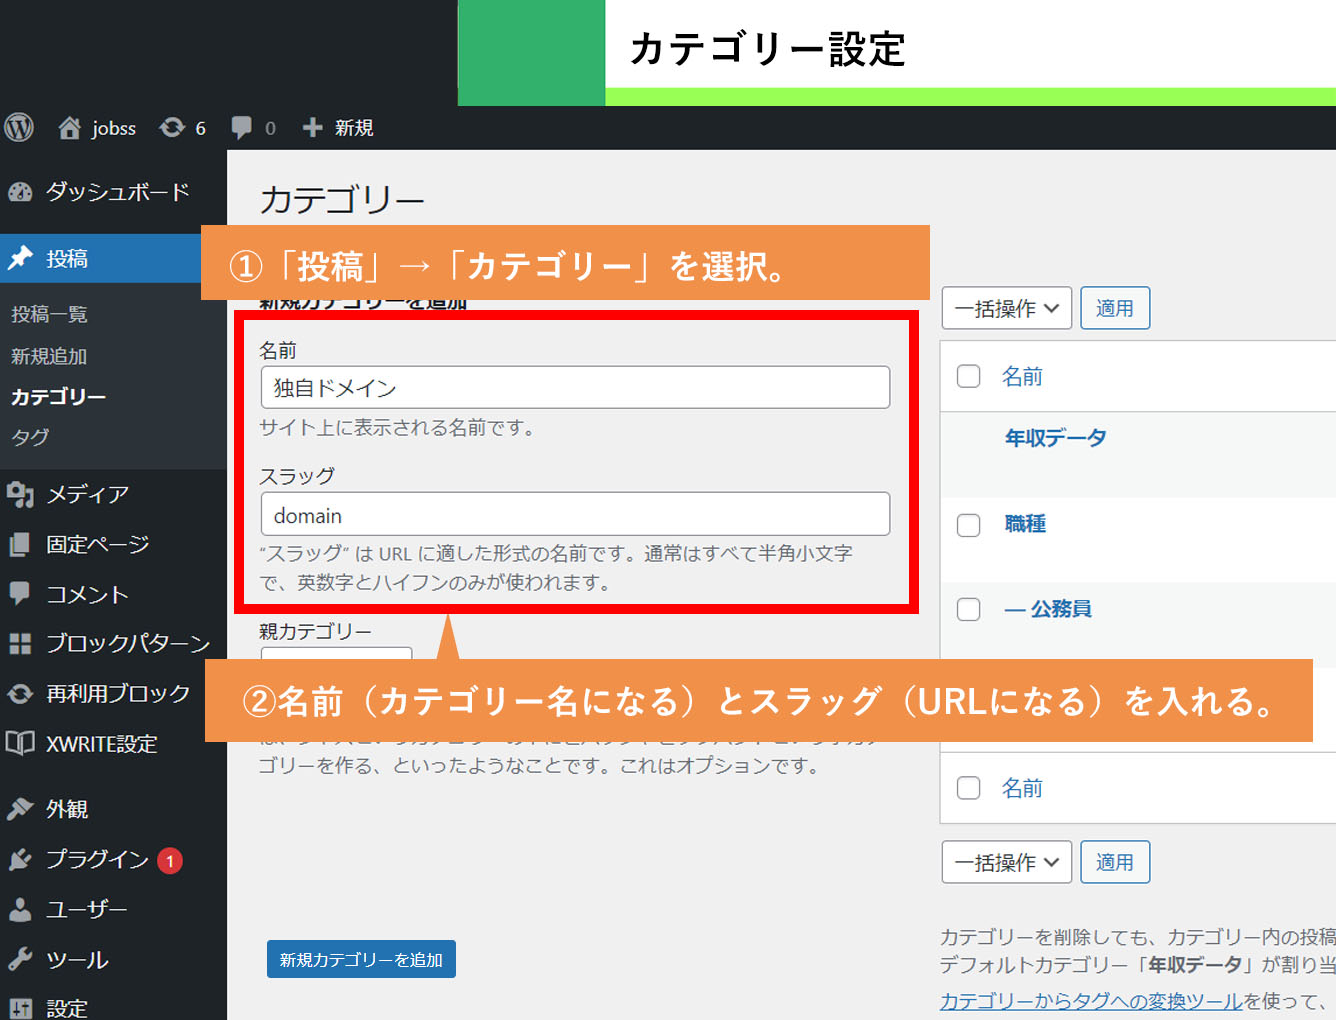 カテゴリー設定
jobss
6
0
新規
ダッシュボード
投稿
投稿一覧
新規追加
カテゴリー
タグ
メディア
固定ページ
コメント
ブロックパターン
再利用ブロック
XWRITE設定
外観
プラグイン 1
ユーザー
ツール
設定
カテゴリー
①「投稿」→「カテゴリー」を選択。
新規カテゴリーを追加
名前
独自ドメイン
サイト上に表示される名前です。
スラッグ
domain
“スラッグ” は URL に適した形式の名前です。通常はすべて半角小文字
で、英数字とハイフンのみが使われます。
親カテゴリー
②名前（カテゴリー名になる）とスラッグ（URLになる）を入れる。
ゴリーを作る、といったようなことです。これはオプションです。
新規カテゴリーを追加
一括操作
適用
名前
年収データ
職種
— 公務員
名前
一括操作
適用
カテゴリーを削除しても、カテゴリー内の投稿
デフォルトカテゴリー「年収データ」が割り当
カテゴリーからタグへの変換ツールを使って、